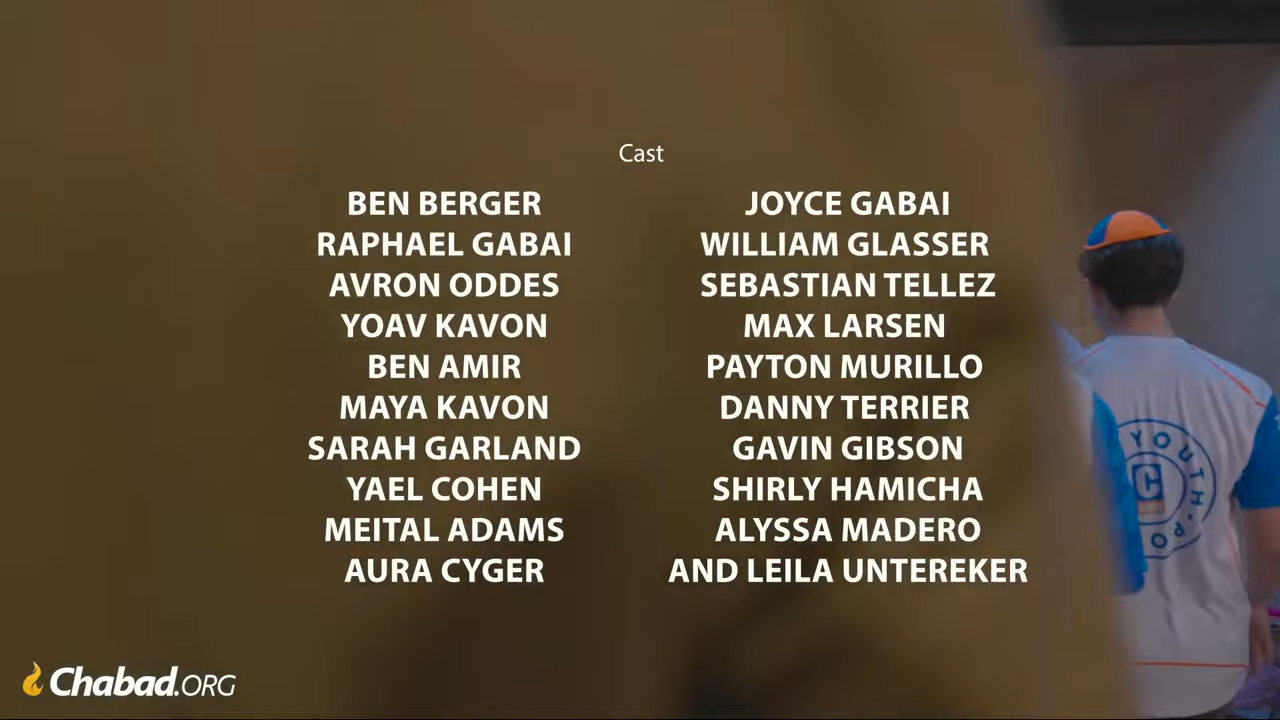 Cast
BEN BERGER
RAPHAEL GABAI
AVRON ODDES
YOAV KAVON
BEN AMIR
MAYA KAVON
SARAH GARLAND
YAEL COHEN
MEITAL ADAMS
AURA CYGER
JOYCE GABAI
WILLIAM GLASSER
SEBASTIAN TELLEZ
MAX LARSEN
PAYTON MURILLO
DANNY TERRIER
GAVIN GIBSON
SHIRLY HAMICHA
ALYSSA MADERO
AND LEILA UNTEREKER
YOUTH
C
Chabad.ORG